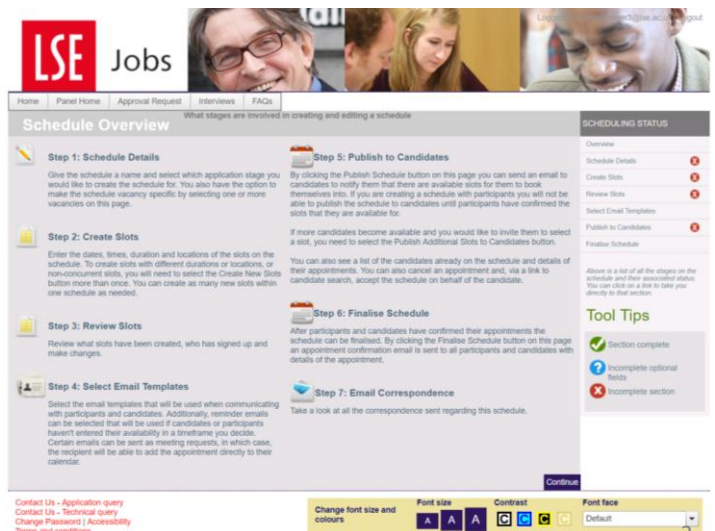 LSE Jobs
Logout
Home Panel Home Approval Request Interviews FAQs
Schedule Overview
What stages are involved in creating and editing a schedule
Step 1: Schedule Details
Give the schedule a name and select which application stage you
would like to create the schedule for. You also have the option to
make the schedule vacancy specific by selecting one or more
vacancies on this page.
Step 2: Create Slots
Enter the dates, times, duration and locations of the slots on the
schedule. To create slots with different durations or locations, or
non-concurrent slots, you will need to select the Create New Slots
button more than once. You can create as many new slots within
one schedule as needed.
Step 3: Review Slots
Review what slots have been created, who has signed up and
make changes.
Step 4: Select Email Templates
Select the email templates that will be used when communicating
with participants and candidates. Additionally, reminder emails
can be selected that will be used if candidates or participants
haven't entered their availability in a timeframe you decide.
Certain emails can be sent as meeting requests, in which case,
the recipient will be able to add the appointment directly to their
calendar.
Step 5: Publish to Candidates
By clicking the Publish Schedule button on this page you can send an email to
candidates to notify them that there are available slots for them to book
themselves into. If you are creating a schedule with participants you will not be
able to publish the schedule to candidates until participants have confirmed the
slots that they are available for.
If more candidates become available and you would like to invite them to select
a slot, you need to select the Publish Additional Slots to Candidates button.
You can also see a list of the candidates already on the schedule and details of
their appointments. You can also cancel an appointment and, via a link to
candidate search, accept the schedule on behalf of the candidate.
Step 6: Finalise Schedule
After participants and candidates have confirmed their appointments the
schedule can be finalised. By clicking the Finalise Schedule button on this page
an appointment confirmation email is sent to all participants and candidates with
details of the appointment.
Step 7: Email Correspondence
Take a look at all the correspondence sent regarding this schedule.
Continue
SCHEDULING STATUS
Overview
Schedule Details
Create Slots
Review Slots
Select Email Templates
Publish to Candidates
Finalise Schedule
Above is a list of all the stages on the
schedule and their associated status.
You can click on a link to take you
directly to that section.
Tool Tips
Section complete
Incomplete optional
fields
Incomplete section
Contact Us - Application query
Contact Us - Technical query
Change Password | Accessibility
Terms and conditions
Change font size and
colours
Font size
A A A
Contrast
C C C C
Font face
Default